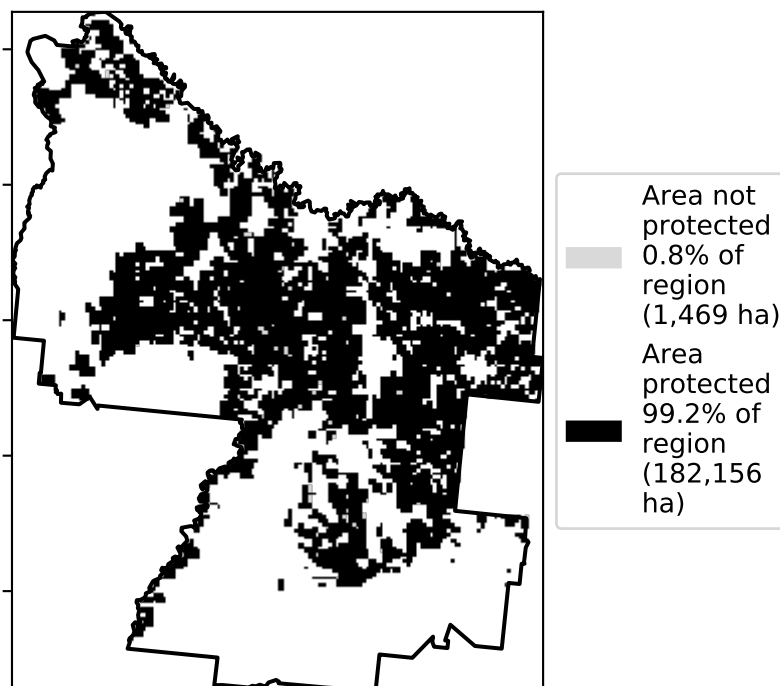 Area not
protected
0.8% of
region
(1,469 ha)
Area
protected
99.2% of
region
(182,156
ha)